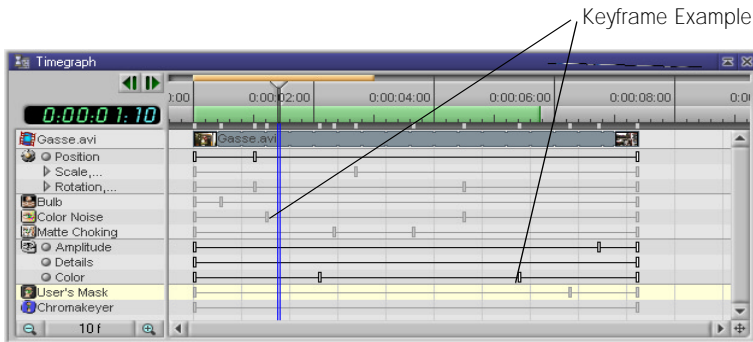 Keyframe Example
Timegraph
0:00:01:10
0:00 0:00:02:00 0:00:04:00 0:00:06:00 0:00:08:00 0:0
Gasse.avi Gasse.avi
Position
Scale,...
Rotation,...
Bulb
Color Noise
Matte Choking
Amplitude
Details
Color
User's Mask
Chromakeyer
10 f